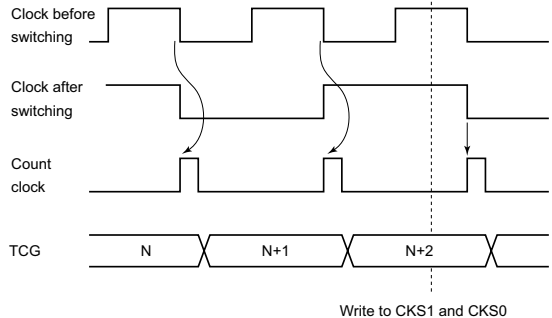 Clock before
switching
Clock after
switching
Count
clock
TCG
N
N+1
N+2
Write to CKS1 and CKS0